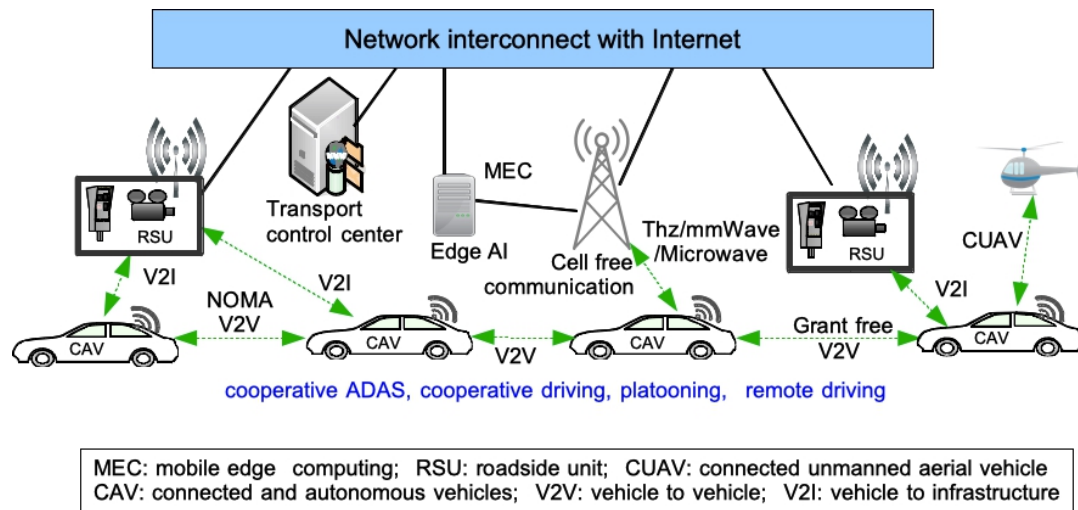 Network interconnect with Internet
MEC
RSU
Transport
control center
Edge AI
Thz/mmWave
/Microwave
RSU
CUAV
Cell free
communication
V2I
V2I
V2I
NOMA
V2V
Grant free
V2V
V2V
CAV
CAV
CAV
CAV
cooperative ADAS, cooperative driving, platooning, remote driving
MEC: mobile edge computing; RSU: roadside unit; CUAV: connected unmanned aerial vehicle
CAV: connected and autonomous vehicles; V2V: vehicle to vehicle; V2I: vehicle to infrastructure